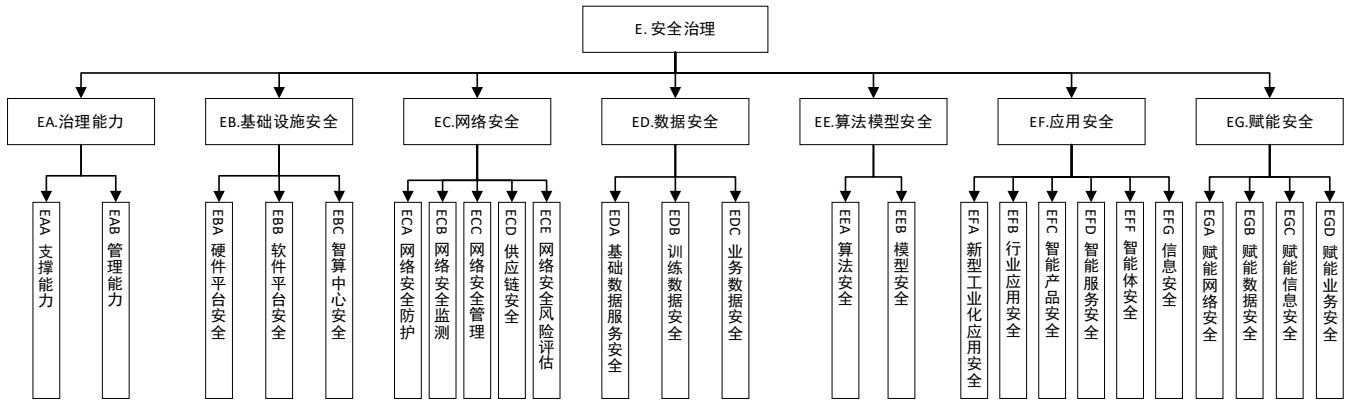 E. 安全治理
EA.治理能力
EB.基础设施安全
EC.网络安全
ED.数据安全
EE.算法模型安全
EF.应用安全
EG.赋能安全
EAA 支撑能力
EAB 管理能力
EBA 硬件平台安全
EBB 软件平台安全
EBC 智算中心安全
ECA 网络安全防护
ECB 网络安全监测
ECC 网络安全管理
ECD 供应链安全
ECE 网络安全风险评估
EDA 基础数据服务安全
EDB 训练数据安全
EDC 业务数据安全
EEA 算法安全
EEB 模型安全
EFA 新型工业化应用安全
EFB 行业应用安全
EFC 智能产品安全
EFD 智能服务安全
EFF 智能体安全
EFG 信息安全
EGA 赋能网络安全
EGB 赋能数据安全
EGC 赋能信息安全
EGD 赋能业务安全